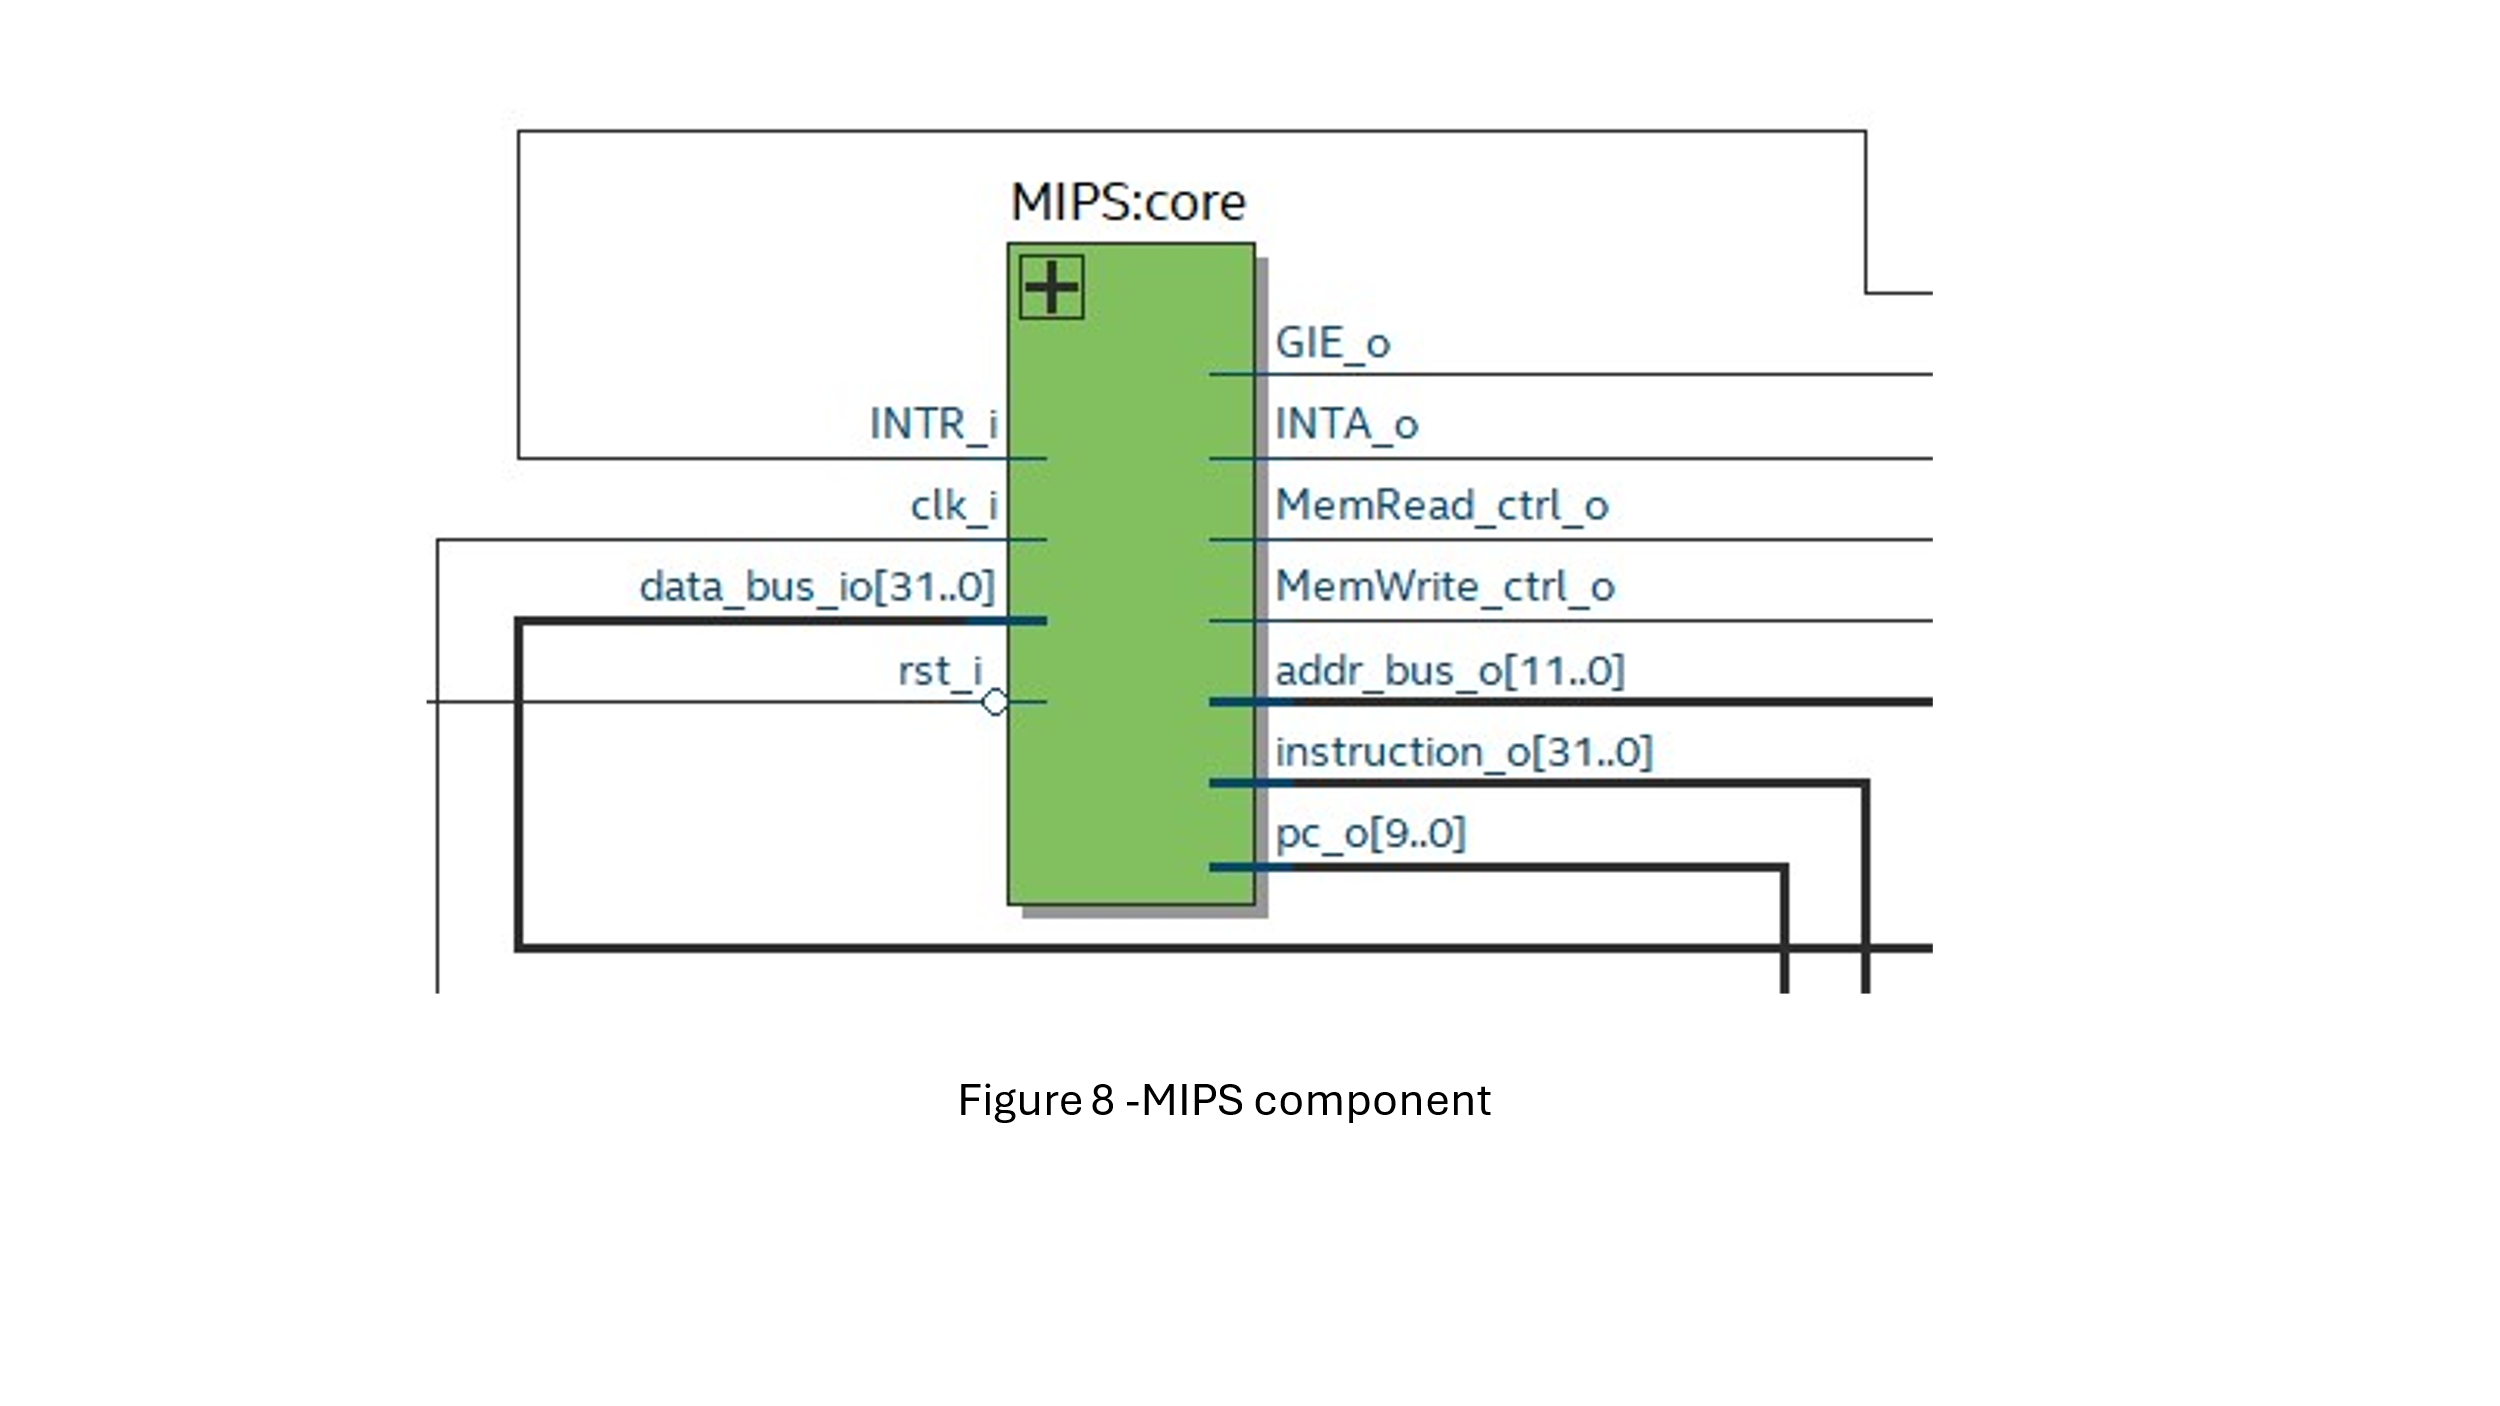 MIPS:core
GIE_o
INTR_i
INTA_o
clk_i
MemRead_ctrl_o
data_bus_io[31..0]
MemWrite_ctrl_o
rst_i
addr_bus_o[11..0]
instruction_o[31..0]
pc_o[9..0]
Figure 8 -MIPS component